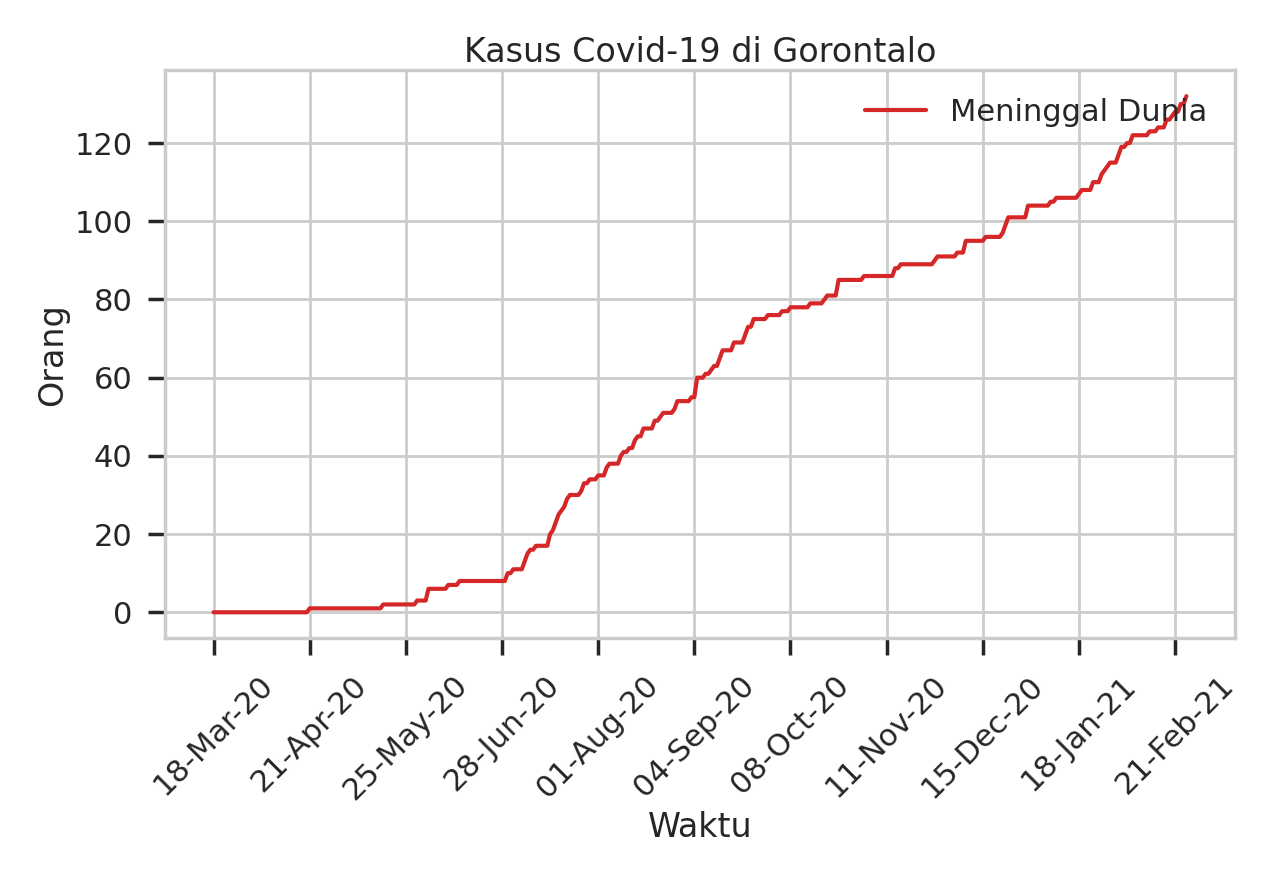 Kasus Covid-19 di Gorontalo
Meninggal Dunia
120
100
80
60
40
20
0
Orang
18-Mar-20
21-Apr-20
25-May-20
28-Jun-20
01-Aug-20
04-Sep-20
08-Oct-20
11-Nov-20
15-Dec-20
18-Jan-21
21-Feb-21
Waktu